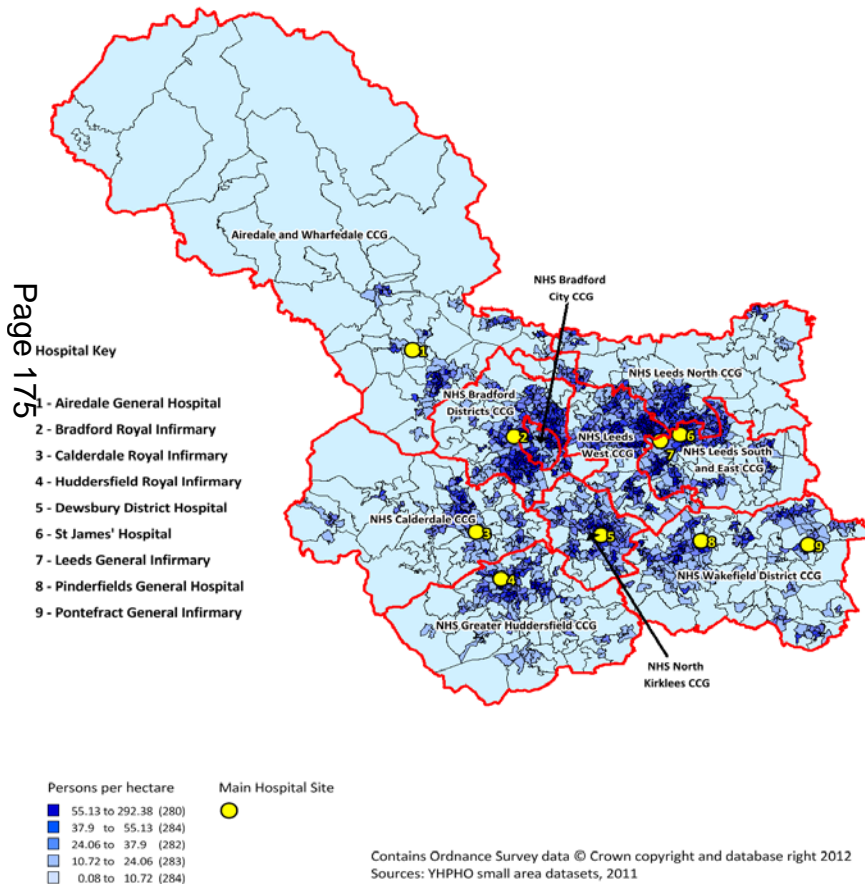 Airedale and Wharfedale CCG
NHS Bradford
City CCG
Page 175
Hospital Key
1
NHS Leeds North CCG
1 - Airedale General Hospital
2 - Bradford Royal Infirmary
3 - Calderdale Royal Infirmary
4 - Huddersfield Royal Infirmary
5 - Dewsbury District Hospital
6 - St James' Hospital
7 - Leeds General Infirmary
8 - Pinderfields General Hospital
9 - Pontefract General Infirmary
NHS Bradford
Districts CCG
2
NHS Leeds
West CCG
6
7
NHS Leeds South
and East CCG
NHS Calderdale CCG
3
5
8
9
NHS Wakefield District CCG
4
NHS Greater Huddersfield CCG
NHS North
Kirklees CCG
Persons per hectare
55.13 to 292.38 (280)
37.9 to 55.13 (284)
24.06 to 37.9 (282)
10.72 to 24.06 (283)
0.08 to 10.72 (284)
Main Hospital Site
Contains Ordnance Survey data © Crown copyright and database right 2012
Sources: YHPHO small area datasets, 2011